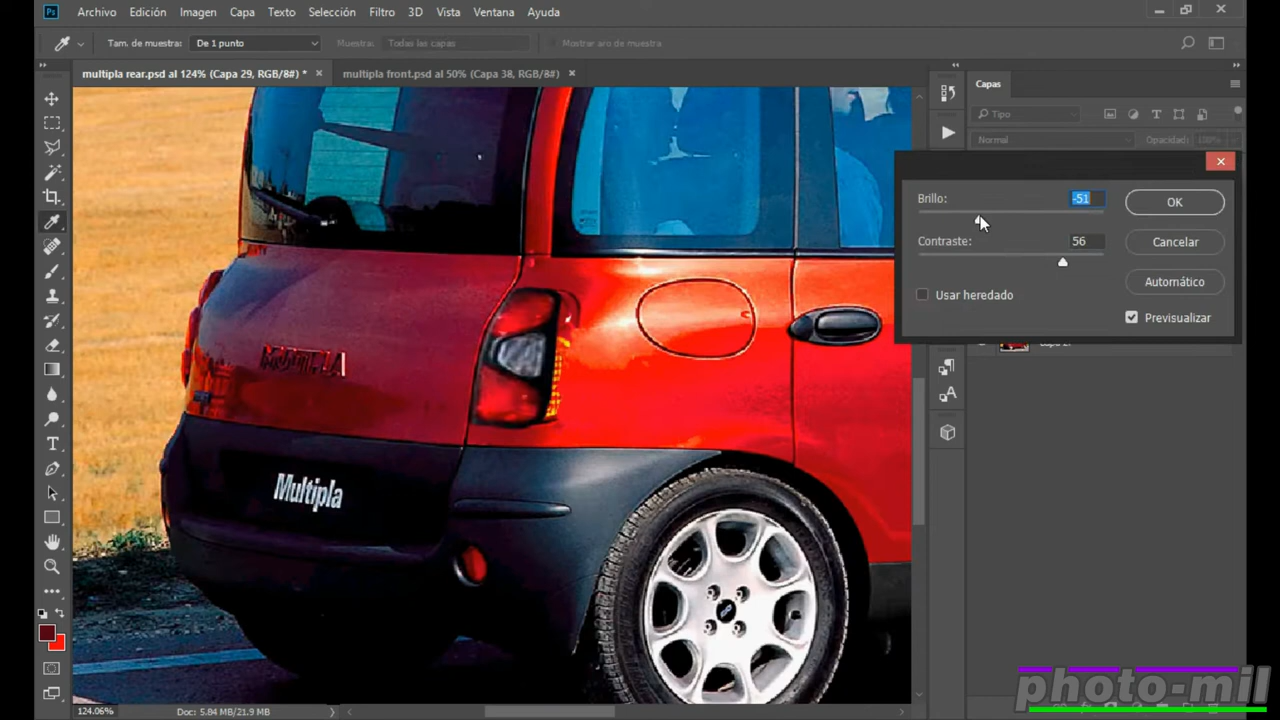 Ps Archivo Edición Imagen Capa Texto Selección Filtro 3D Vista Ventana Ayuda
Tam. de muestra: De 1 punto Muestra: Todas las capas Mostrar aro de muestra
multipla rear.psd al 124% (Capa 29, RGB/8#) * × multipla front.psd al 50% (Capa 38, RGB/8#) ×
Capas
Tipo
Normal Opacidad: 100%
Brillo: -51
OK
Contraste: 56
Cancelar
Automático
Usar heredado
Previsualizar
MULTIPLA
Multipla
124.06% Doc: 5.84 MB/21.9 MB
photo-mil